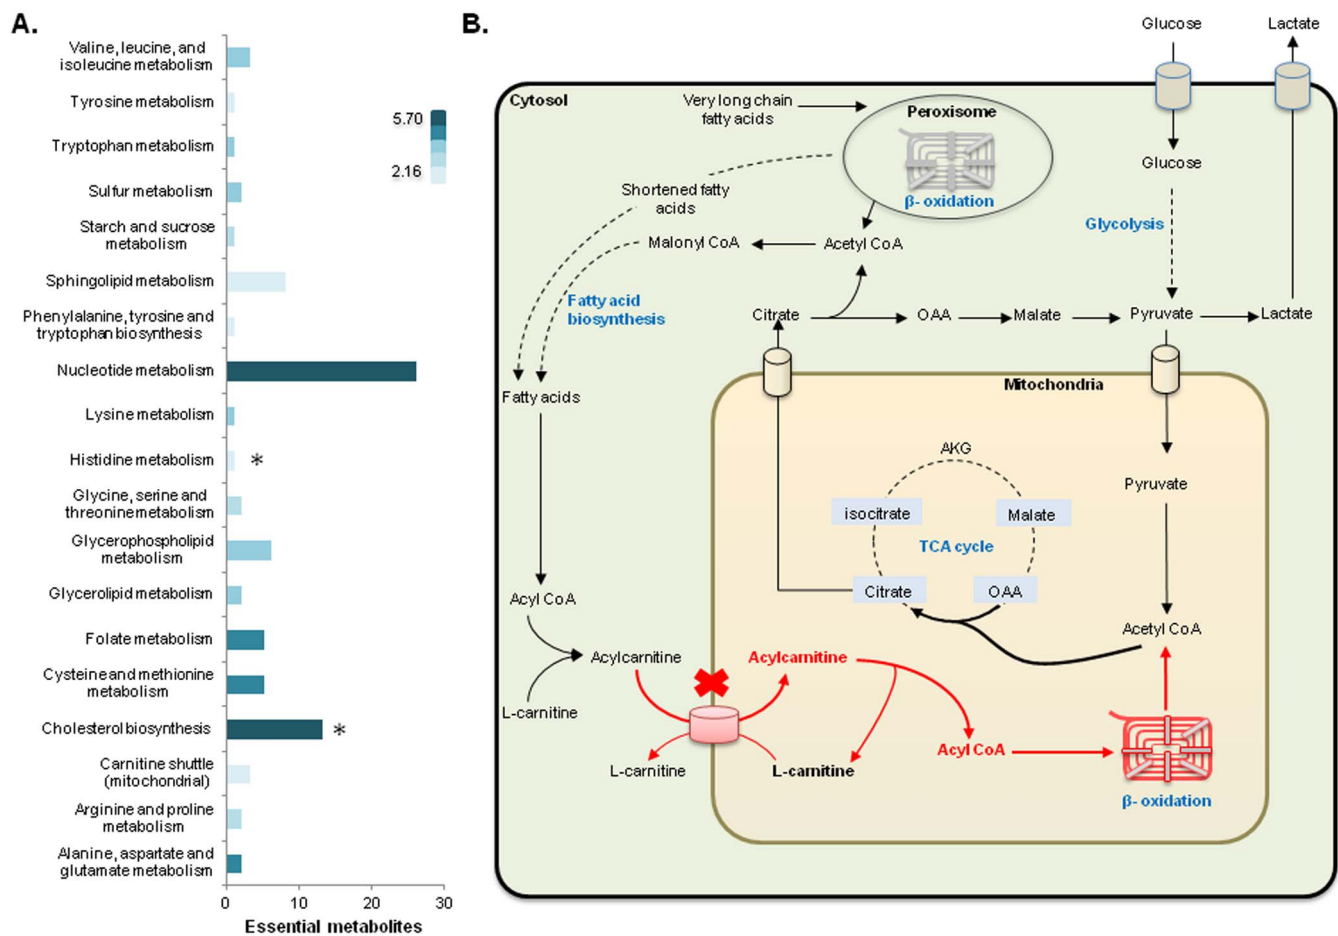 A.
Valine, leucine, and
isoleucine metabolism
Tyrosine metabolism
Tryptophan metabolism
Sulfur metabolism
Starch and sucrose
metabolism
Sphingolipid metabolism
Phenylalanine, tyrosine and
tryptophan biosynthesis
Nucleotide metabolism
Lysine metabolism
Histidine metabolism *
Glycine, serine and
threonine metabolism
Glycerophospholipid
metabolism
Glycerolipid metabolism
Folate metabolism
Cysteine and methionine
metabolism
Cholesterol biosynthesis *
Carnitine shuttle
(mitochondrial)
Arginine and proline
metabolism
Alanine, aspartate and
glutamate metabolism
5.70
2.16
0 10 20 30
Essential metabolites
B.
Glucose
Lactate
Cytosol
Very long chain
fatty acids
Peroxisome
β- oxidation
Glucose
Shortened fatty
acids
Glycolysis
Malonyl CoA
Acetyl CoA
Fatty acid
biosynthesis
Citrate
OAA
Malate
Pyruvate
Lactate
Mitochondria
Fatty acids
AKG
Pyruvate
isocitrate
Malate
TCA cycle
Citrate
OAA
Acyl CoA
Acetyl CoA
Acylcarnitine
Acylcarnitine
L-carnitine
Acyl CoA
L-carnitine
L-carnitine
β- oxidation